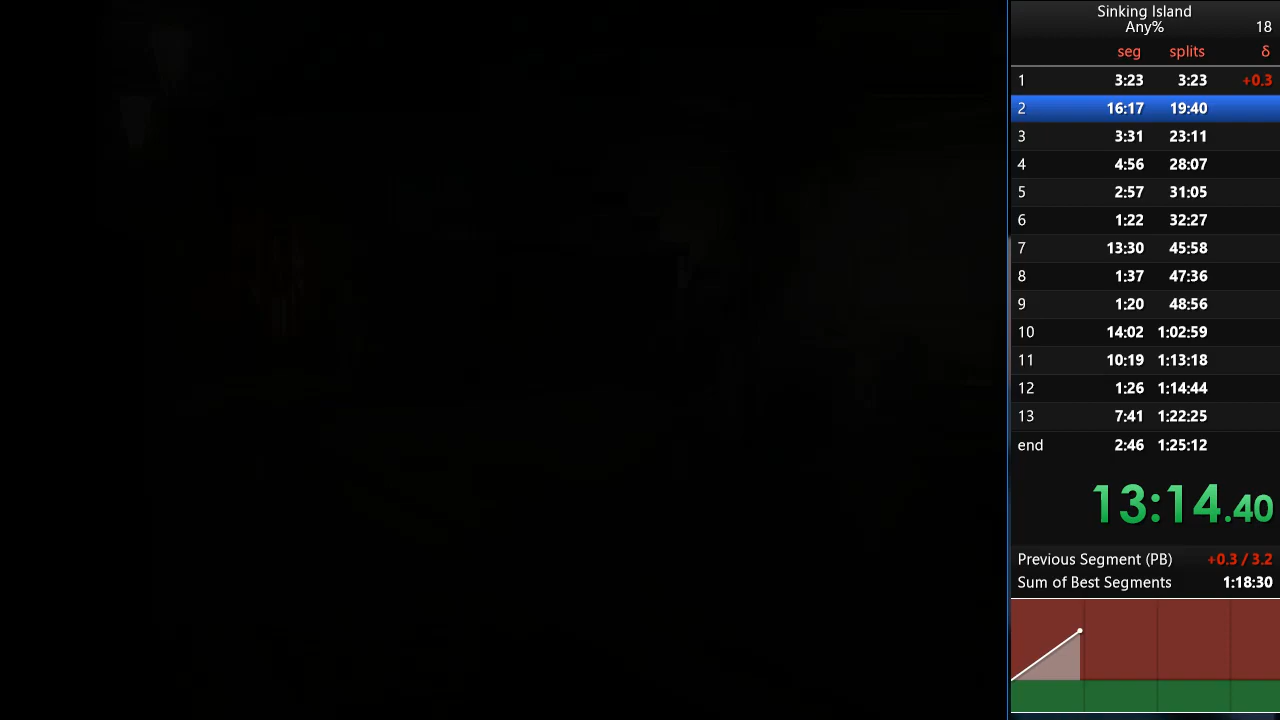 Sinking Island
Any% 18
seg splits δ
1 3:23 3:23 +0.3
2 16:17 19:40
3 3:31 23:11
4 4:56 28:07
5 2:57 31:05
6 1:22 32:27
7 13:30 45:58
8 1:37 47:36
9 1:20 48:56
10 14:02 1:02:59
11 10:19 1:13:18
12 1:26 1:14:44
13 7:41 1:22:25
end 2:46 1:25:12
13:14.40
Previous Segment (PB) +0.3 / 3.2
Sum of Best Segments 1:18:30